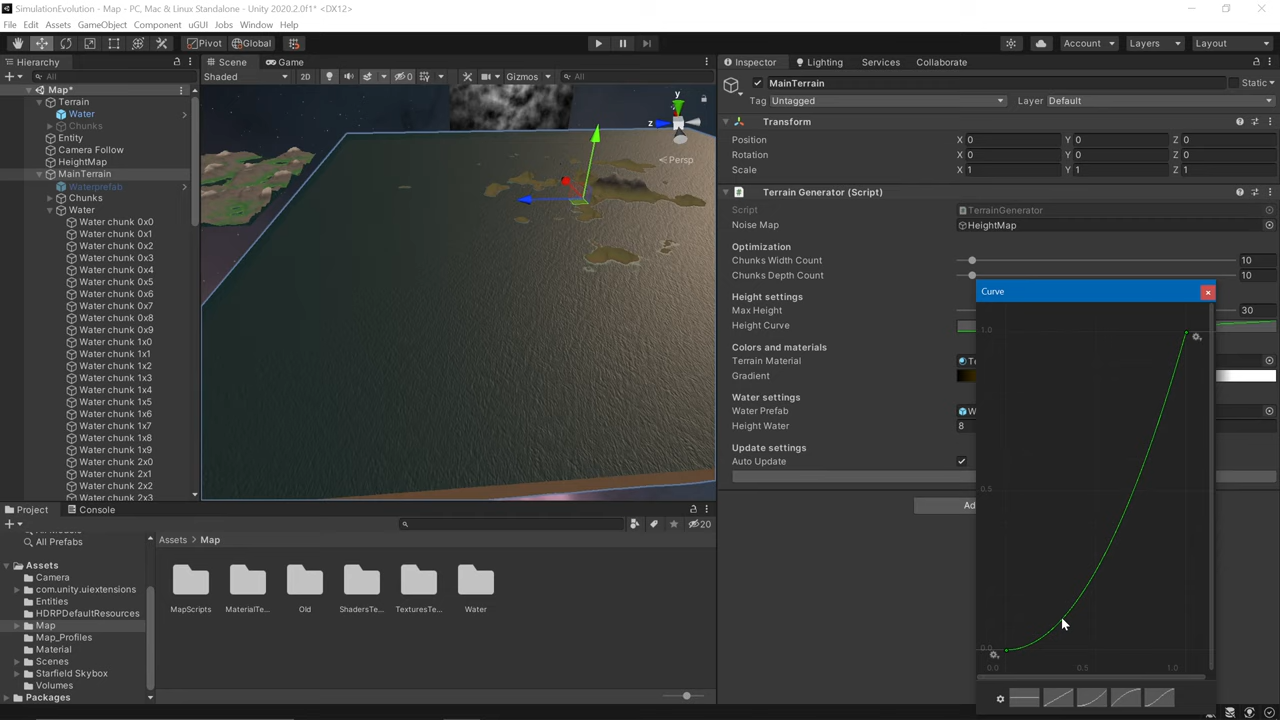 SimulationEvolution - Map - PC, Mac & Linux Standalone - 2020.2.0f1* <DX12>
File Edit Assets GameObject Component uGUI Jobs Window Help
Pivot Global Account Layers Layout
Hierarchy
All
Map*
Terrain
Water
Chunks
Entity
Camera Follow
HeightMap
MainTerrain
Waterprefab
Chunks
Water
Water chunk 0x0
Water chunk 0x1
Water chunk 0x2
Water chunk 0x3
Water chunk 0x4
Water chunk 0x5
Water chunk 0x6
Water chunk 0x7
Water chunk 0x8
Water chunk 0x9
Water chunk 1x0
Water chunk 1x1
Water chunk 1x2
Water chunk 1x3
Water chunk 1x4
Water chunk 1x5
Water chunk 1x6
Water chunk 1x7
Water chunk 1x8
Water chunk 1x9
Water chunk 2x0
Water chunk 2x1
Water chunk 2x2
Water chunk 2x3
Scene Game
Shaded 2D 0 Gizmos All
y
z
Persp
Inspector Lighting Services Collaborate
MainTerrain Static
Tag Untagged Layer Default
Transform
Position X 0 Y 0 Z 0
Rotation X 0 Y 0 Z 0
Scale X 1 Y 1 Z 1
Terrain Generator (Script)
Script TerrainGenerator
Noise Map HeightMap
Optimization
Chunks Width Count 10
Chunks Depth Count 10
Height settings
Max Height 30
Height Curve
Colors and materials
Terrain Material Te
Gradient
Water settings
Water Prefab W
Height Water 8
Update settings
Auto Update
Ad
Curve
1.0
0.5
0.0
0.0 0.5 1.0
Project Console
20
All Prefabs
Assets
Camera
com.unity.uiextensions
Entities
HDRPDefaultResources
Map
Map_Profiles
Material
Scenes
Starfield Skybox
Volumes
Packages
Assets > Map
MapScripts MaterialTe... Old ShadersTe... TexturesTe... Water